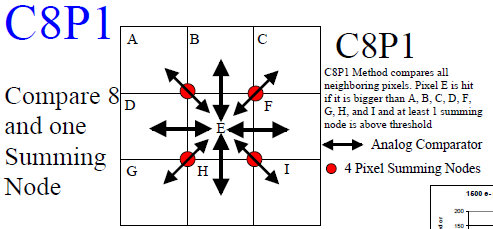 C8P1
Compare 8
and one
Summing
Node
A B C
D E F
G H I
C8P1
C8P1 Method compares all
neighboring pixels. Pixel E is hit
if it is bigger than A, B, C, D, F,
G, H, and I and at least 1 summing
node is above threshold
Analog Comparator
4 Pixel Summing Nodes
1500 e-
200
150